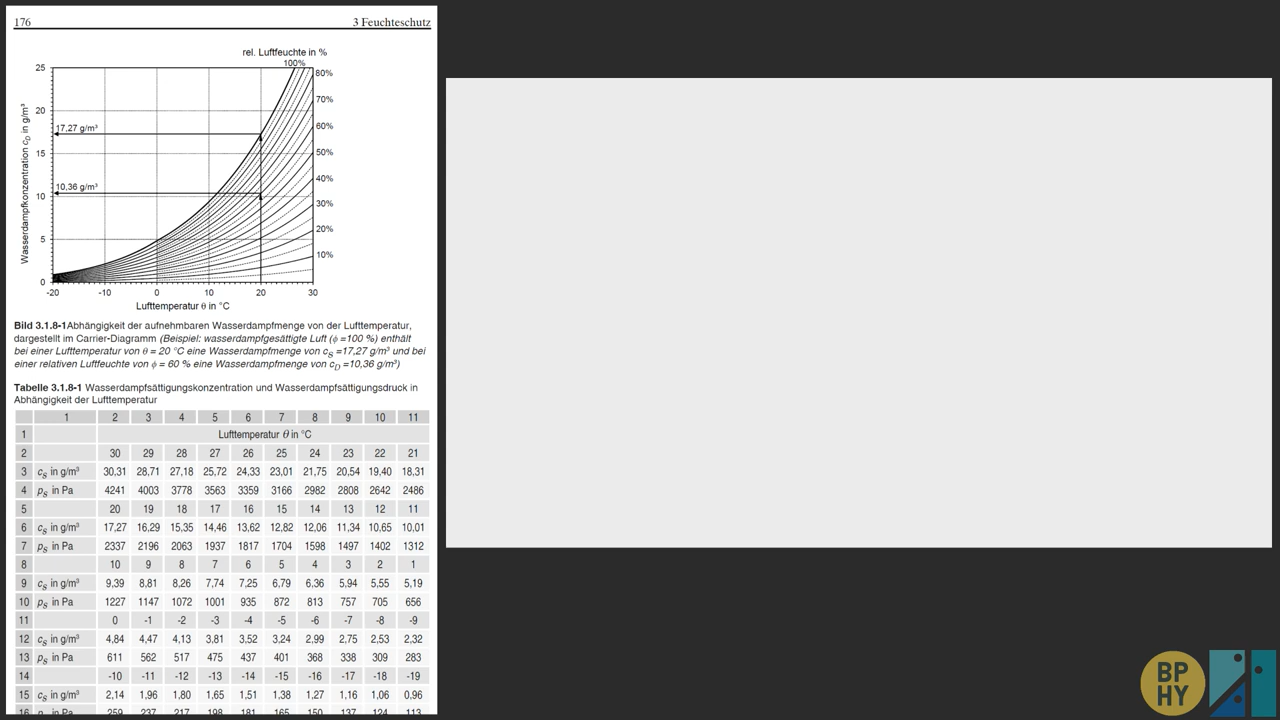 176 3 Feuchteschutz
rel. Luftfeuchte in %
100%
25
80%
70%
20
17,27 g/m³
60%
15
50%
40%
10,36 g/m³
10
30%
20%
5
10%
0
-20 -10 0 10 20 30
Wasserdampfkonzentration c_D in g/m³
Lufttemperatur θ in °C
Bild 3.1.8-1Abhängigkeit der aufnehmbaren Wasserdampfmenge von der Lufttemperatur,
dargestellt im Carrier-Diagramm (Beispiel: wasserdampfgesättigte Luft (ϕ =100 %) enthält
bei einer Lufttemperatur von θ = 20 °C eine Wasserdampfmenge von c_S =17,27 g/m³ und bei
einer relativen Luftfeuchte von ϕ = 60 % eine Wasserdampfmenge von c_D =10,36 g/m³)
Tabelle 3.1.8-1 Wasserdampfsättigungskonzentration und Wasserdampfsättigungsdruck in
Abhängigkeit der Lufttemperatur
1 2 3 4 5 6 7 8 9 10 11
1 Lufttemperatur θ in °C
2 30 29 28 27 26 25 24 23 22 21
3 c_S in g/m³ 30,31 28,71 27,18 25,72 24,33 23,01 21,75 20,54 19,40 18,31
4 p_S in Pa 4241 4003 3778 3563 3359 3166 2982 2808 2642 2486
5 20 19 18 17 16 15 14 13 12 11
6 c_S in g/m³ 17,27 16,29 15,35 14,46 13,62 12,82 12,06 11,34 10,65 10,01
7 p_S in Pa 2337 2196 2063 1937 1817 1704 1598 1497 1402 1312
8 10 9 8 7 6 5 4 3 2 1
9 c_S in g/m³ 9,39 8,81 8,26 7,74 7,25 6,79 6,36 5,94 5,55 5,19
10 p_S in Pa 1227 1147 1072 1001 935 872 813 757 705 656
11 0 -1 -2 -3 -4 -5 -6 -7 -8 -9
12 c_S in g/m³ 4,84 4,47 4,13 3,81 3,52 3,24 2,99 2,75 2,53 2,32
13 p_S in Pa 611 562 517 475 437 401 368 338 309 283
14 -10 -11 -12 -13 -14 -15 -16 -17 -18 -19
15 c_S in g/m³ 2,14 1,96 1,80 1,65 1,51 1,38 1,27 1,16 1,06 0,96
16 p_S in Pa 259 237 217 198 181 165 150 137 124 113
BP
HY